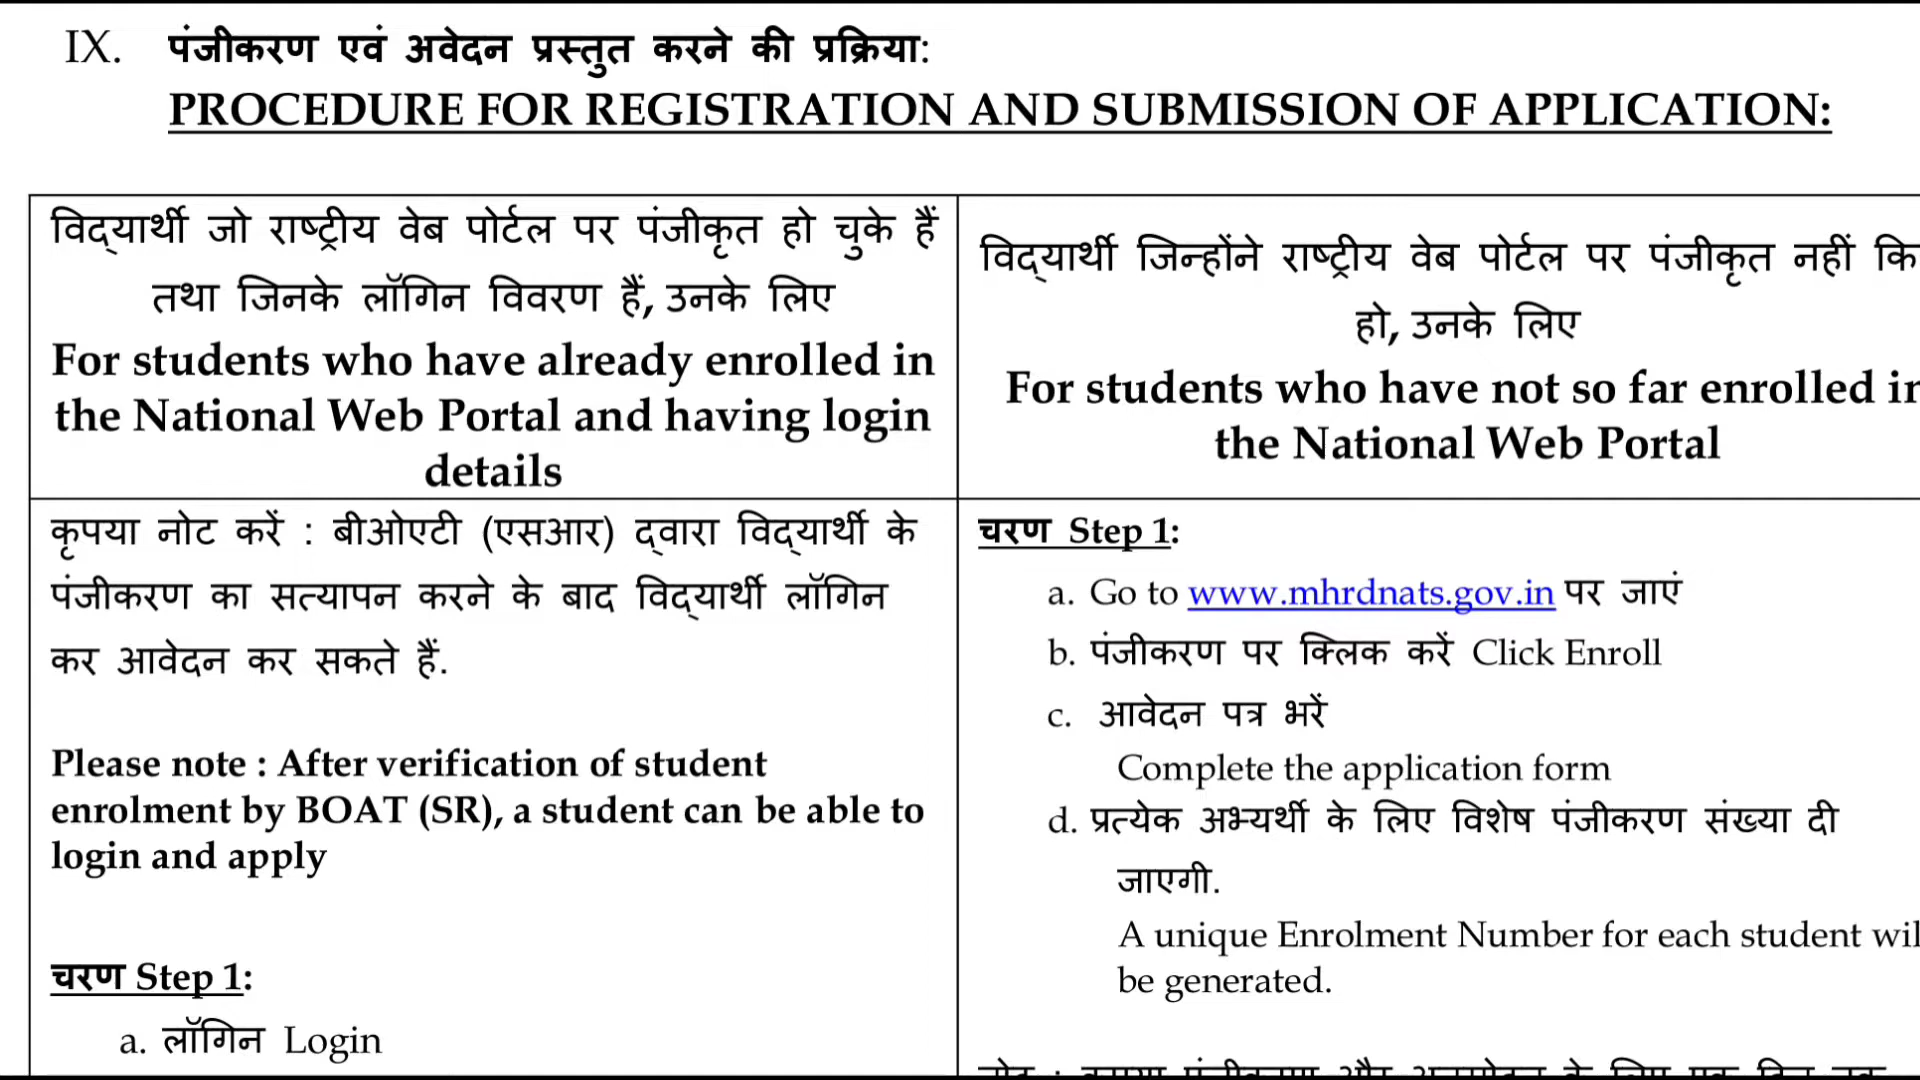 IX. पंजीकरण एवं अवेदन प्रस्तुत करने की प्रक्रिया:
PROCEDURE FOR REGISTRATION AND SUBMISSION OF APPLICATION:
विद्यार्थी जो राष्ट्रीय वेब पोर्टल पर पंजीकृत हो चुके हैं
तथा जिनके लॉगिन विवरण हैं, उनके लिए
For students who have already enrolled in
the National Web Portal and having login
details
विद्यार्थी जिन्होंने राष्ट्रीय वेब पोर्टल पर पंजीकृत नहीं कि
हो, उनके लिए
For students who have not so far enrolled in
the National Web Portal
कृपया नोट करें : बीओएटी (एसआर) द्वारा विद्यार्थी के
पंजीकरण का सत्यापन करने के बाद विद्यार्थी लॉगिन
कर आवेदन कर सकते हैं.
Please note : After verification of student
enrolment by BOAT (SR), a student can be able to
login and apply
चरण Step 1:
a. लॉगिन Login
चरण Step 1:
a. Go to www.mhrdnats.gov.in पर जाएं
b. पंजीकरण पर क्लिक करें Click Enroll
c. आवेदन पत्र भरें
Complete the application form
d. प्रत्येक अभ्यर्थी के लिए विशेष पंजीकरण संख्या दी
जाएगी.
A unique Enrolment Number for each student wil
be generated.